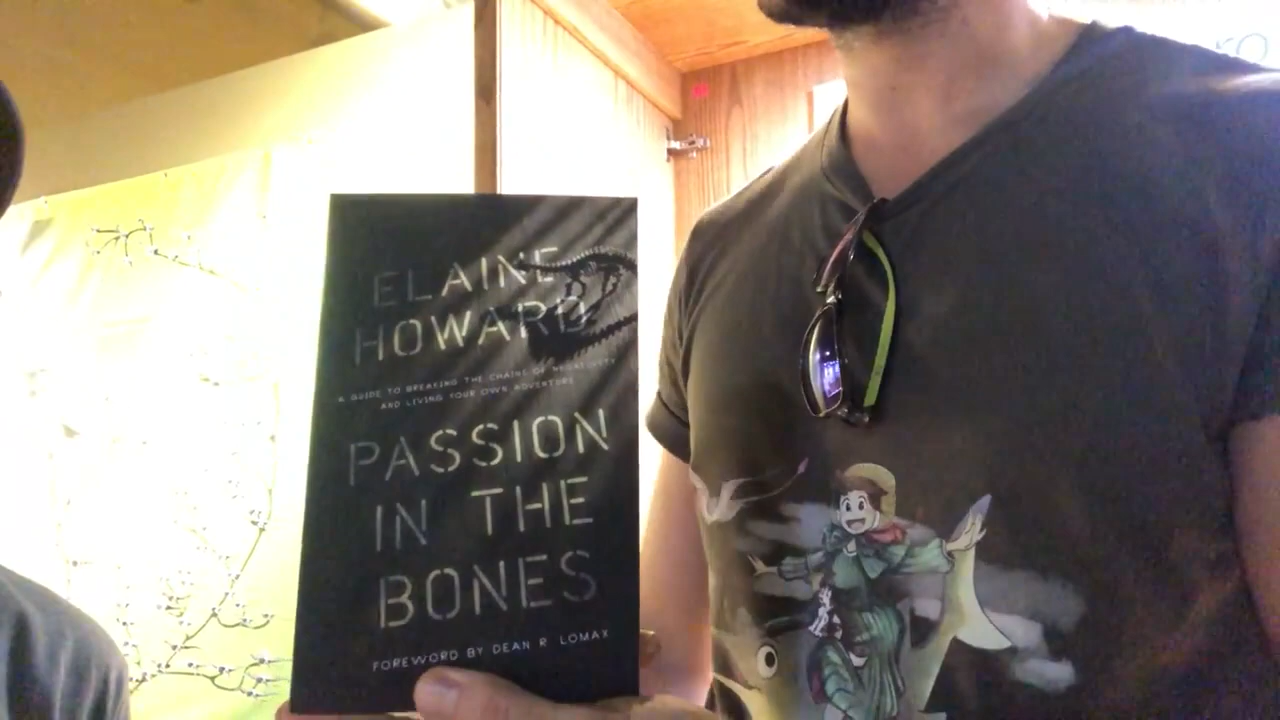 ELAINE
HOWARD
A GUIDE TO BREAKING THE CHAINS OF NEGATIVITY
AND LIVING YOUR OWN ADVENTURE
PASSION
IN THE
BONES
FOREWORD BY DEAN R LOMAX
ro